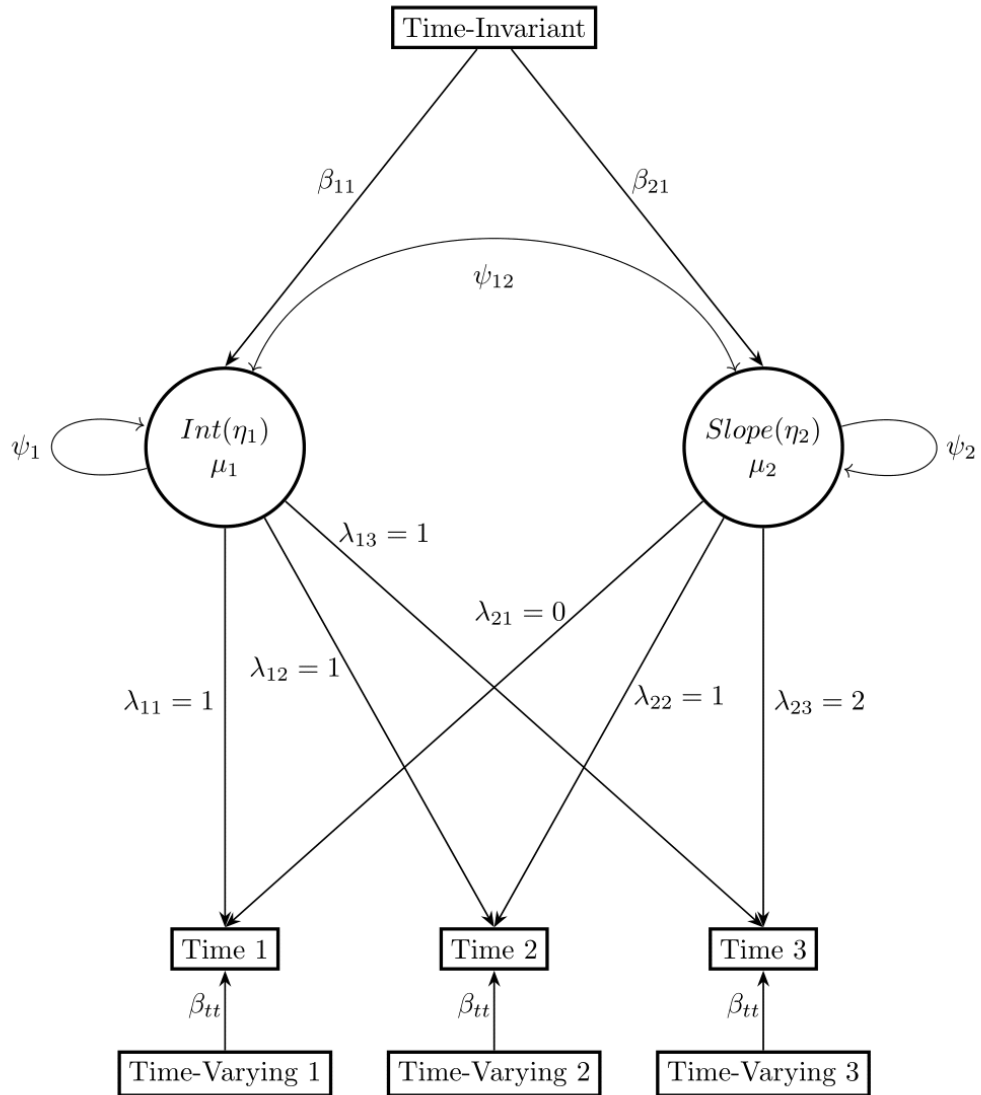 Time-Invariant
β₁₁
β₂₁
ψ₁₂
Int(η₁)
μ₁
Slope(η₂)
μ₂
ψ₁
ψ₂
λ₁₃ = 1
λ₂₁ = 0
λ₁₂ = 1
λ₁₁ = 1
λ₂₂ = 1
λ₂₃ = 2
Time 1
Time 2
Time 3
βₜₜ
βₜₜ
βₜₜ
Time-Varying 1
Time-Varying 2
Time-Varying 3